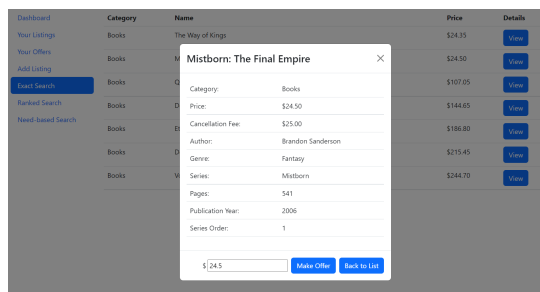 Dashboard
Your Listings
Your Offers
Add Listing
Exact Search
Ranked Search
Need-based Search
Category Name Price Details
Books The Way of Kings $24.35 View
Books $24.50 View
Books $107.05 View
Books $144.65 View
Books $186.80 View
Books $215.45 View
Books $244.70 View
Mistborn: The Final Empire
Category: Books
Price: $24.50
Cancellation Fee: $25.00
Author: Brandon Sanderson
Genre: Fantasy
Series: Mistborn
Pages: 541
Publication Year: 2006
Series Order: 1
$ 24.5 Make Offer Back to List